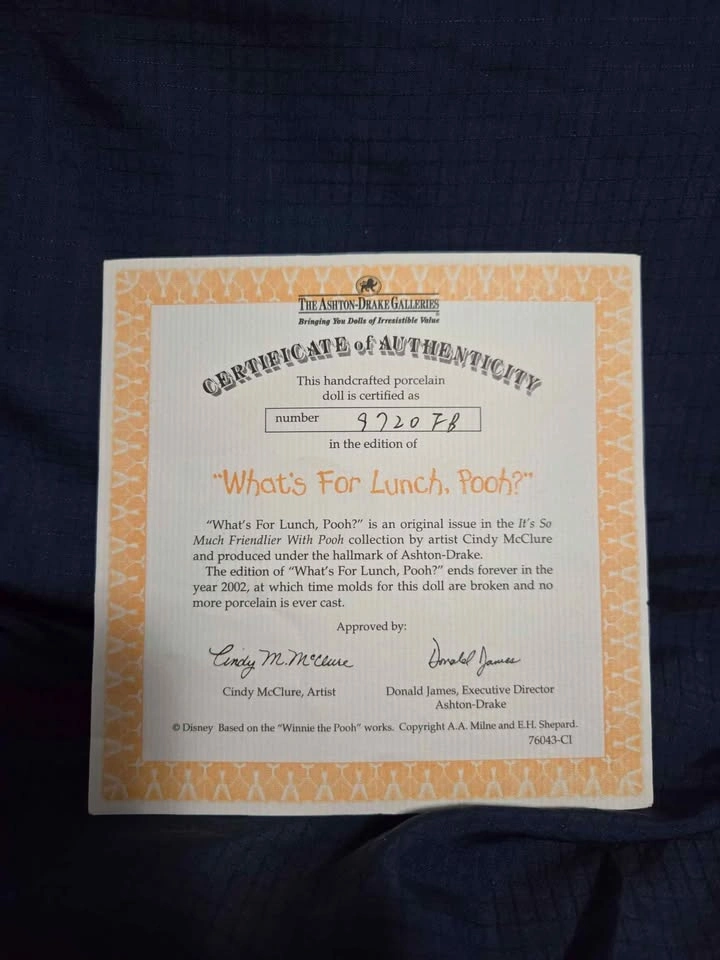 THE ASHTON-DRAKE GALLERIES
Bringing You Dolls of Irresistible Value
CERTIFICATE of AUTHENTICITY
This handcrafted porcelain
doll is certified as
number 9720 FB
in the edition of
"What's For Lunch, Pooh?"
"What's For Lunch, Pooh?" is an original issue in the It's So
Much Friendlier With Pooh collection by artist Cindy McClure
and produced under the hallmark of Ashton-Drake.
The edition of "What's For Lunch, Pooh?" ends forever in the
year 2002, at which time molds for this doll are broken and no
more porcelain is ever cast.
Approved by:
Cindy M. McClure Donald James
Cindy McClure, Artist Donald James, Executive Director
Ashton-Drake
© Disney Based on the "Winnie the Pooh" works. Copyright A.A. Milne and E.H. Shepard.
76043-CI